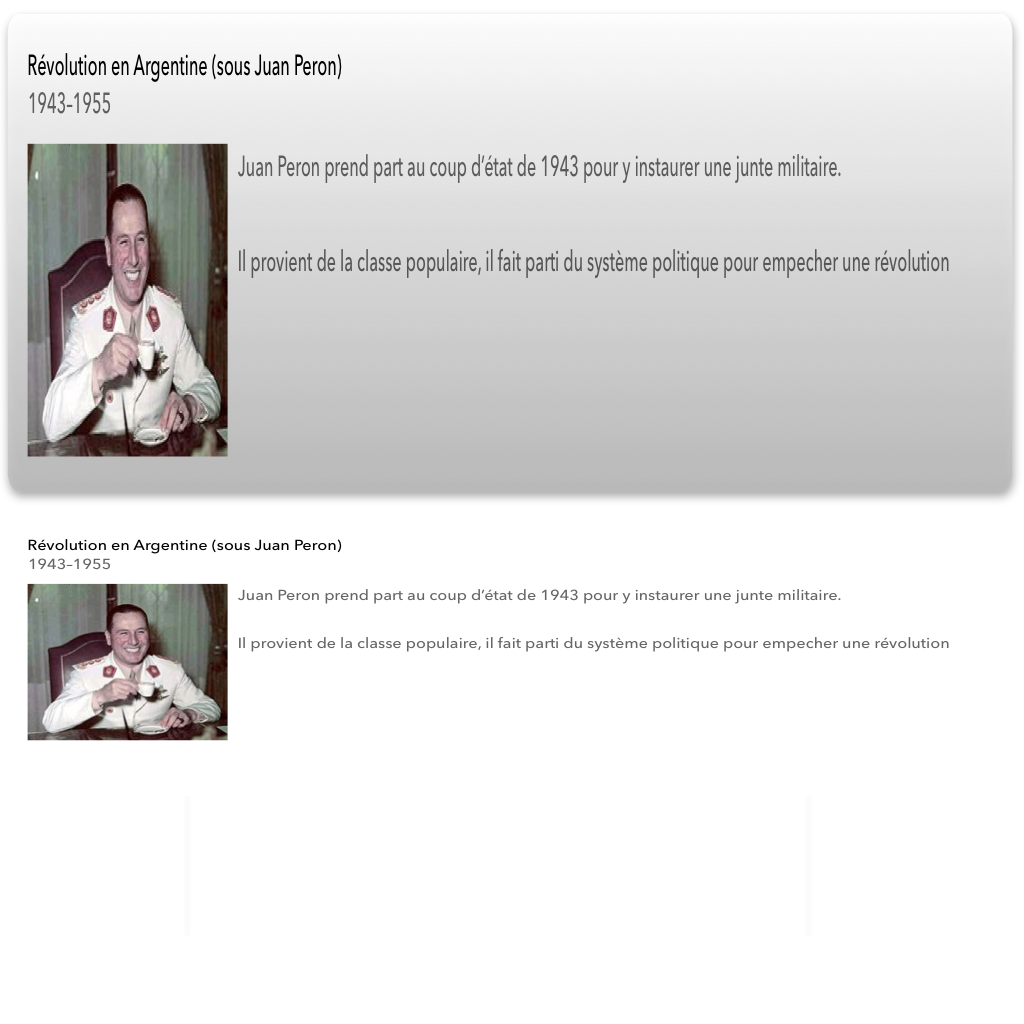 Révolution en Argentine (sous Juan Peron)
1943–1955
Juan Peron prend part au coup d’état de 1943 pour y instaurer une junte militaire.
Il provient de la classe populaire, il fait parti du système politique pour empecher une révolution
Révolution en Argentine (sous Juan Peron)
1943–1955
Juan Peron prend part au coup d’état de 1943 pour y instaurer une junte militaire.
Il provient de la classe populaire, il fait parti du système politique pour empecher une révolution